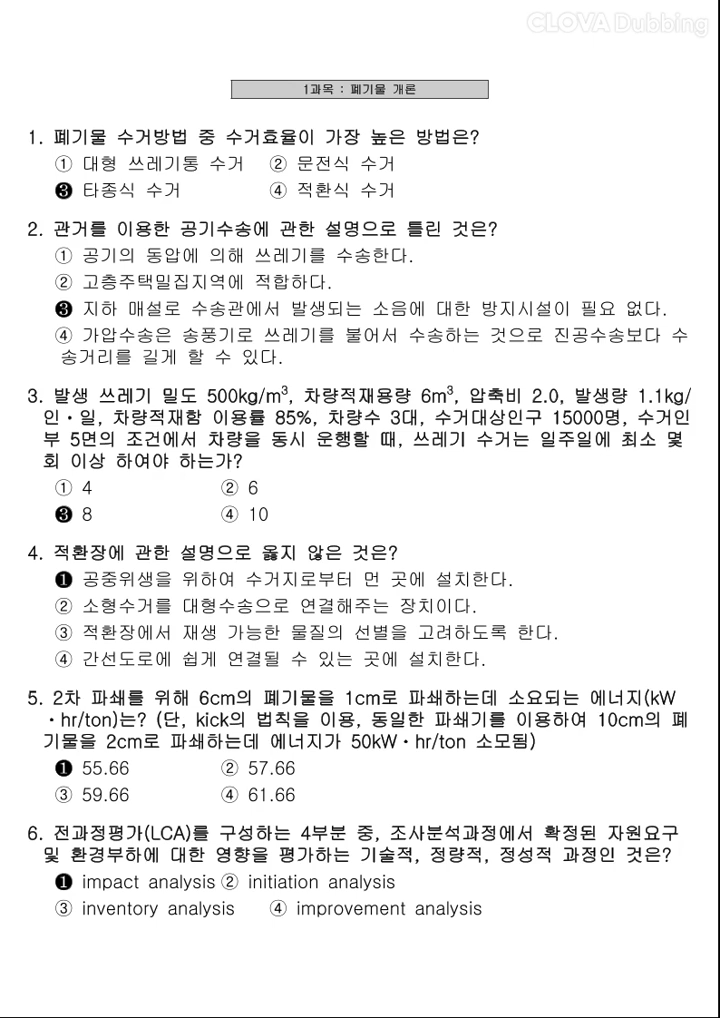 CLOVA Dubbing
1과목 : 폐기물 개론
1. 폐기물 수거방법 중 수거효율이 가장 높은 방법은?
① 대형 쓰레기통 수거 ② 문전식 수거
❸ 타종식 수거 ④ 적환식 수거
2. 관거를 이용한 공기수송에 관한 설명으로 틀린 것은?
① 공기의 동압에 의해 쓰레기를 수송한다.
② 고층주택밀집지역에 적합하다.
❸ 지하 매설로 수송관에서 발생되는 소음에 대한 방지시설이 필요 없다.
④ 가압수송은 송풍기로 쓰레기를 불어서 수송하는 것으로 진공수송보다 수
송거리를 길게 할 수 있다.
3. 발생 쓰레기 밀도 500kg/m³, 차량적재용량 6m³, 압축비 2.0, 발생량 1.1kg/
인·일, 차량적재함 이용률 85%, 차량수 3대, 수거대상인구 15000명, 수거인
부 5면의 조건에서 차량을 동시 운행할 때, 쓰레기 수거는 일주일에 최소 몇
회 이상 하여야 하는가?
① 4 ② 6
❸ 8 ④ 10
4. 적환장에 관한 설명으로 옳지 않은 것은?
❶ 공중위생을 위하여 수거지로부터 먼 곳에 설치한다.
② 소형수거를 대형수송으로 연결해주는 장치이다.
③ 적환장에서 재생 가능한 물질의 선별을 고려하도록 한다.
④ 간선도로에 쉽게 연결될 수 있는 곳에 설치한다.
5. 2차 파쇄를 위해 6cm의 폐기물을 1cm로 파쇄하는데 소요되는 에너지(kW
·hr/ton)는? (단, kick의 법칙을 이용, 동일한 파쇄기를 이용하여 10cm의 폐
기물을 2cm로 파쇄하는데 에너지가 50kW·hr/ton 소모됨)
❶ 55.66 ② 57.66
③ 59.66 ④ 61.66
6. 전과정평가(LCA)를 구성하는 4부분 중, 조사분석과정에서 확정된 자원요구
및 환경부하에 대한 영향을 평가하는 기술적, 정량적, 정성적 과정인 것은?
❶ impact analysis ② initiation analysis
③ inventory analysis ④ improvement analysis